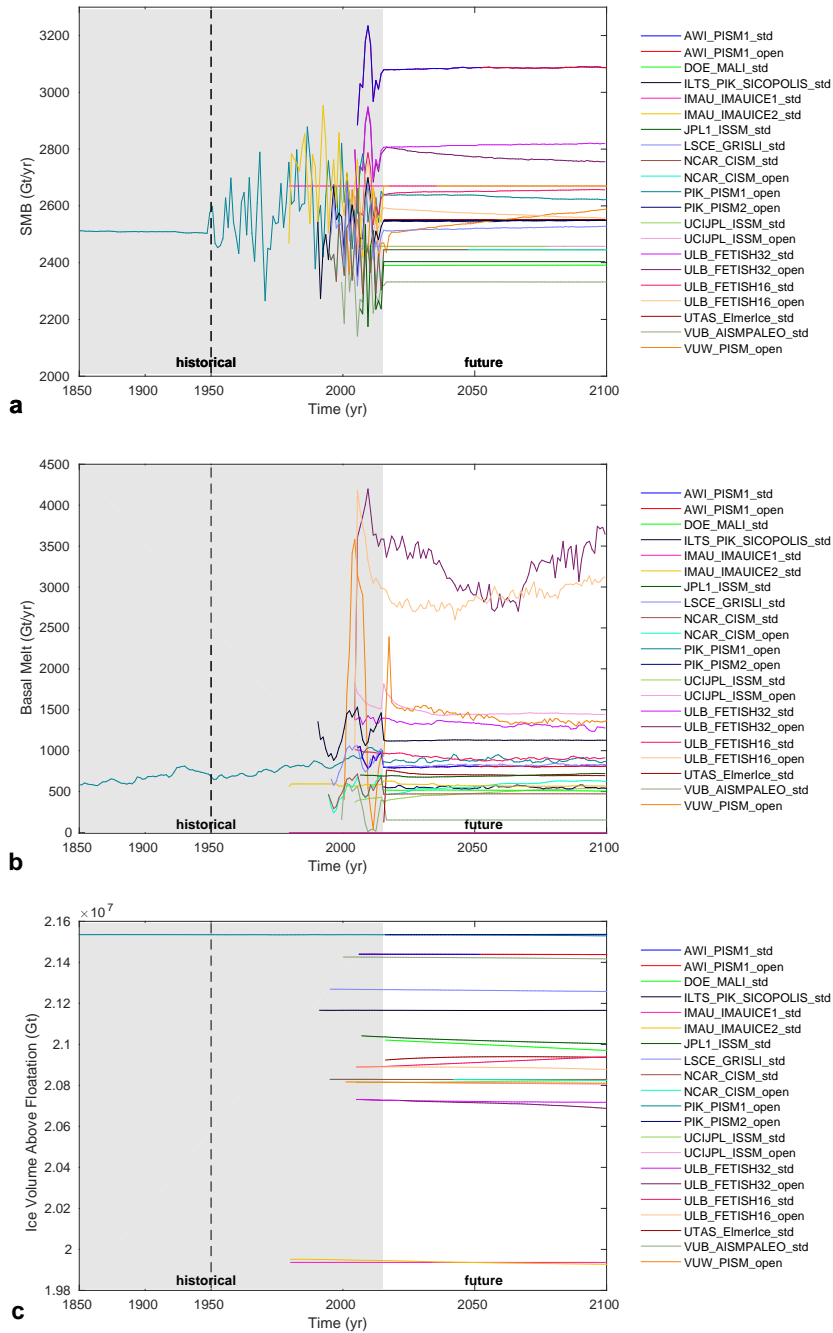 3200
3000
2800
2600
2400
2200
2000
SMB (Gt/yr)
historical
future
1850
1900
1950
2000
2050
2100
Time (yr)
a
AWI_PISM1_std
AWI_PISM1_open
DOE_MALI_std
ILTS_PIK_SICOPOLIS_std
IMAU_IMAUICE1_std
IMAU_IMAUICE2_std
JPL1_ISSM_std
LSCE_GRISLI_std
NCAR_CISM_std
NCAR_CISM_open
PIK_PISM1_open
PIK_PISM2_open
UCIJPL_ISSM_std
UCIJPL_ISSM_open
ULB_FETISH32_std
ULB_FETISH32_open
ULB_FETISH16_std
ULB_FETISH16_open
UTAS_ElmerIce_std
VUB_AISMPALEO_std
VUW_PISM_open
4500
4000
3500
3000
2500
2000
1500
1000
500
0
Basal Melt (Gt/yr)
historical
future
1850
1900
1950
2000
2050
2100
Time (yr)
b
AWI_PISM1_std
AWI_PISM1_open
DOE_MALI_std
ILTS_PIK_SICOPOLIS_std
IMAU_IMAUICE1_std
IMAU_IMAUICE2_std
JPL1_ISSM_std
LSCE_GRISLI_std
NCAR_CISM_std
NCAR_CISM_open
PIK_PISM1_open
PIK_PISM2_open
UCIJPL_ISSM_std
UCIJPL_ISSM_open
ULB_FETISH32_std
ULB_FETISH32_open
ULB_FETISH16_std
ULB_FETISH16_open
UTAS_ElmerIce_std
VUB_AISMPALEO_std
VUW_PISM_open
×10^7
2.16
2.14
2.12
2.1
2.08
2.06
2.04
2.02
2
1.98
Ice Volume Above Floatation (Gt)
historical
future
1850
1900
1950
2000
2050
2100
Time (yr)
c
AWI_PISM1_std
AWI_PISM1_open
DOE_MALI_std
ILTS_PIK_SICOPOLIS_std
IMAU_IMAUICE1_std
IMAU_IMAUICE2_std
JPL1_ISSM_std
LSCE_GRISLI_std
NCAR_CISM_std
NCAR_CISM_open
PIK_PISM1_open
PIK_PISM2_open
UCIJPL_ISSM_std
UCIJPL_ISSM_open
ULB_FETISH32_std
ULB_FETISH32_open
ULB_FETISH16_std
ULB_FETISH16_open
UTAS_ElmerIce_std
VUB_AISMPALEO_std
VUW_PISM_open